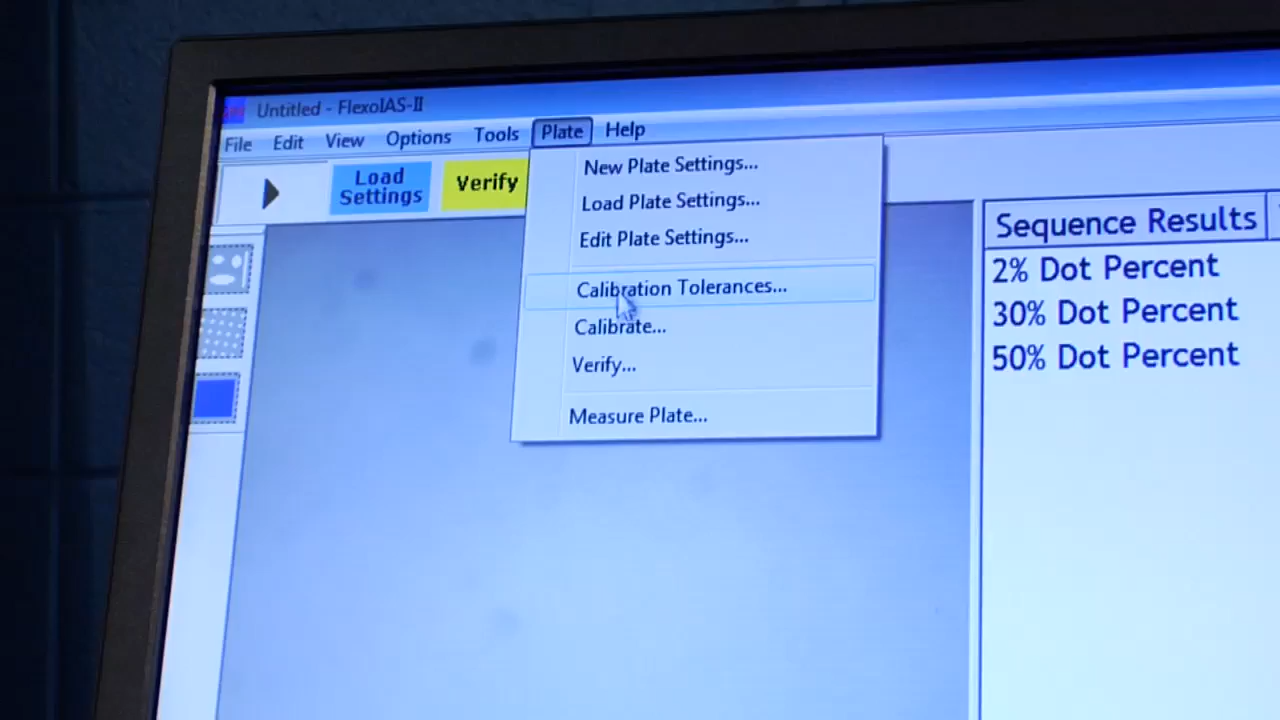 Untitled - FlexoIAS-II
File Edit View Options Tools Plate Help
Load Settings
Verify
New Plate Settings...
Load Plate Settings...
Edit Plate Settings...
Calibration Tolerances...
Calibrate...
Verify...
Measure Plate...
Sequence Results
2% Dot Percent
30% Dot Percent
50% Dot Percent